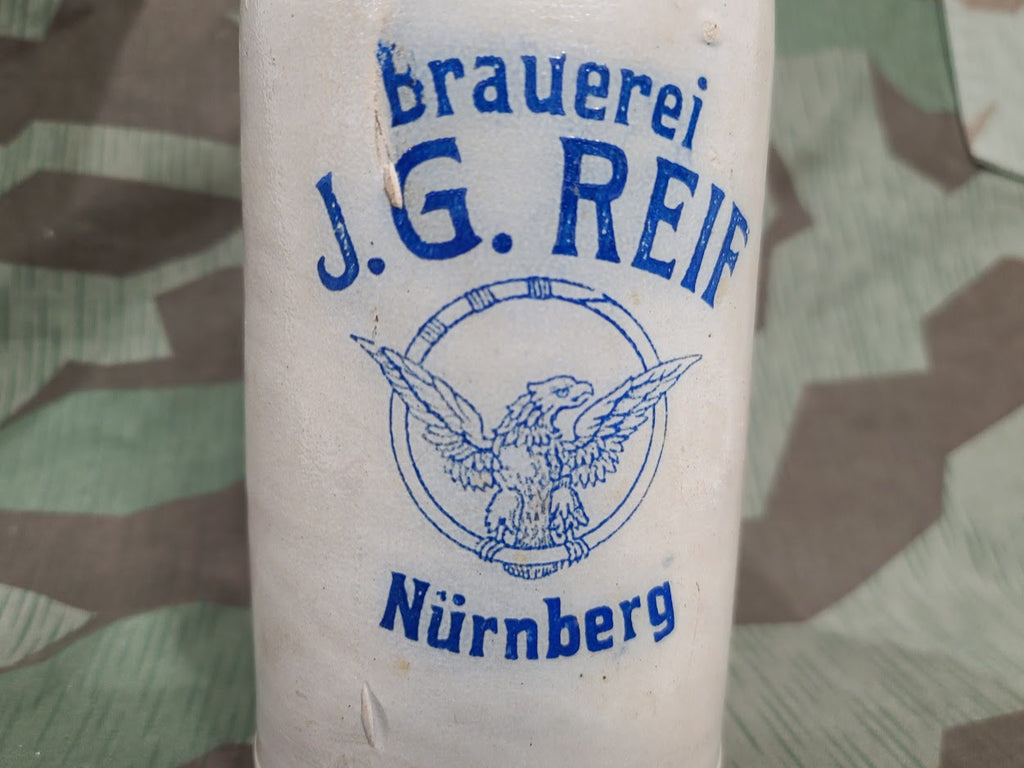 Brauerei
J. G. REIF
Nürnberg